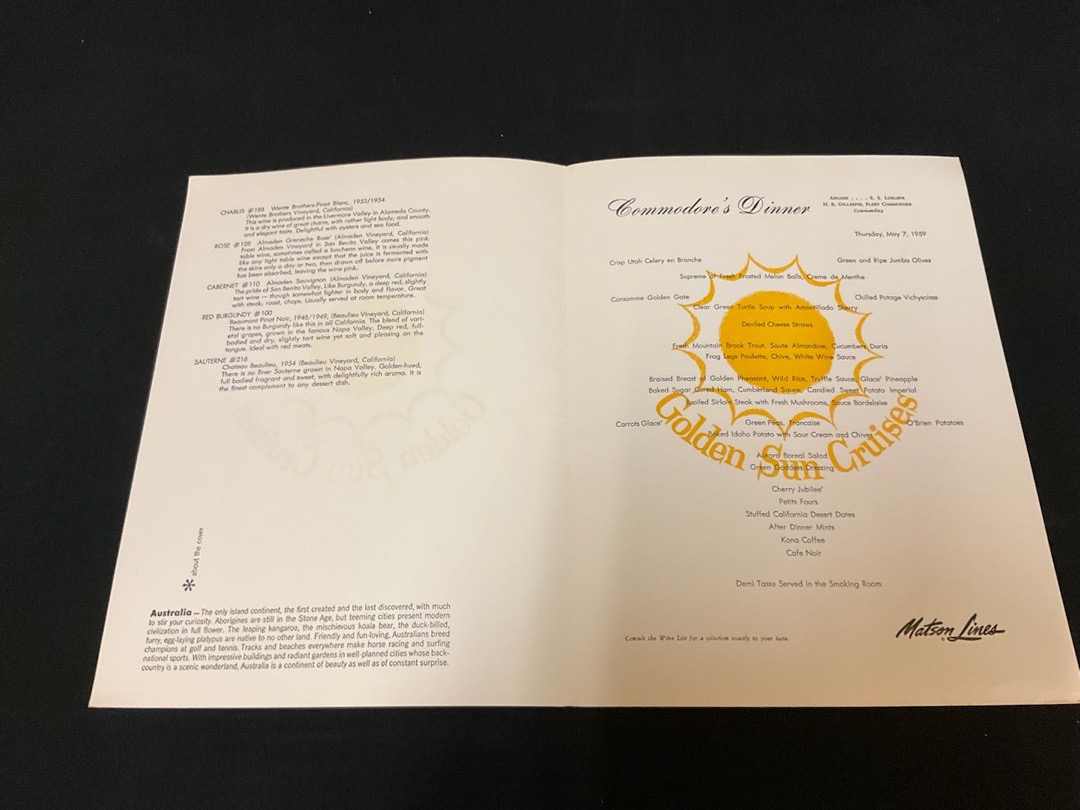 CHABLIS #188 Wente Brothers-Pinot Blanc, 1953/1954
(Wente Brothers Vineyard, California)
This wine is produced in the Livermore Valley in Alameda County.
It is a dry wine of great charm, with rather light body, and smooth
and elegant taste. Delightful with oysters and sea food.
ROSE #128 Almaden Grenache Rose' (Almaden Vineyard, California)
From Almaden Vineyard in San Benito Valley comes this pink
table wine, sometimes called a luncheon wine. It is usually made
like any light table wine except that the juice is fermented with
the skins only a day or two, then drawn off before more pigment
has been absorbed, leaving the wine pink.
CABERNET #110 Almaden Sauvignon (Almaden Vineyard, California)
The pride of San Benito Valley. Like Burgundy, a deep red, slightly
tart wine — though somewhat lighter in body and flavor. Great
with steak, roast, chops. Usually served at room temperature.
RED BURGUNDY #100
Beaumont-Pinot Noir, 1948/1949, (Beaulieu Vineyard, California)
There is no Burgundy like this in all California. The blend of vari-
etal grapes, grown in the famous Napa Valley. Deep red, full-
bodied and dry, slightly tart wine yet soft and pleasing on the
tongue. Ideal with red meats.
SAUTERNE #216
Chateau Beaulieu, 1954 (Beaulieu Vineyard, California)
There is no finer Sauterne grown in Napa Valley. Golden-hued,
full bodied fragrant and sweet, with delightfully rich aroma. It is
the finest complement to any dessert dish.
* about the cover
Australia — The only island continent, the first created and the last discovered, with much
to stir your curiosity. Aborigines are still in the Stone Age, but teeming cities present modern
civilization in full flower. The leaping kangaroo, the mischievous koala bear, the duck-billed,
furry, egg-laying platypus are native to no other land. Friendly and fun-loving, Australians breed
champions at golf and tennis. Tracks and beaches everywhere make horse racing and surfing
national sports. With impressive buildings and radiant gardens in well-planned cities whose back-
country is a scenic wonderland, Australia is a continent of beauty as well as of constant surprise.
Commodore's Dinner
Aboard . . . . S. S. Lurline
H. R. Gillespie, Fleet Commodore
Commanding
Thursday, May 7, 1959
Crisp Utah Celery en Branche Green and Ripe Jumbo Olives
Supreme of Fresh Frosted Melon Balls, Creme de Menthe
Consomme Golden Gate Chilled Potage Vichyssoise
Clear Green Turtle Soup with Amontillado Sherry
Deviled Cheese Straws
Fresh Mountain Brook Trout, Saute Almondine, Cucumbers Doria
Frog Legs Poulette, Chive, White Wine Sauce
Braised Breast of Golden Pheasant, Wild Rice, Truffle Sauce, Glace' Pineapple
Baked Sugar Cured Ham, Cumberland Sauce, Candied Sweet Potato Imperial
Broiled Sirloin Steak with Fresh Mushrooms, Sauce Bordelaise
Carrots Glace' Green Peas, Francaise O'Brien Potatoes
Baked Idaho Potato with Sour Cream and Chives
Aurora Boreal Salad
Green Goddess Dressing
Golden Sun Cruises
Cherry Jubilee'
Petits Fours
Stuffed California Desert Dates
After Dinner Mints
Kona Coffee
Cafe Noir
Demi Tasse Served in the Smoking Room
Consult the Wine List for a selection exactly to your taste.
Matson Lines